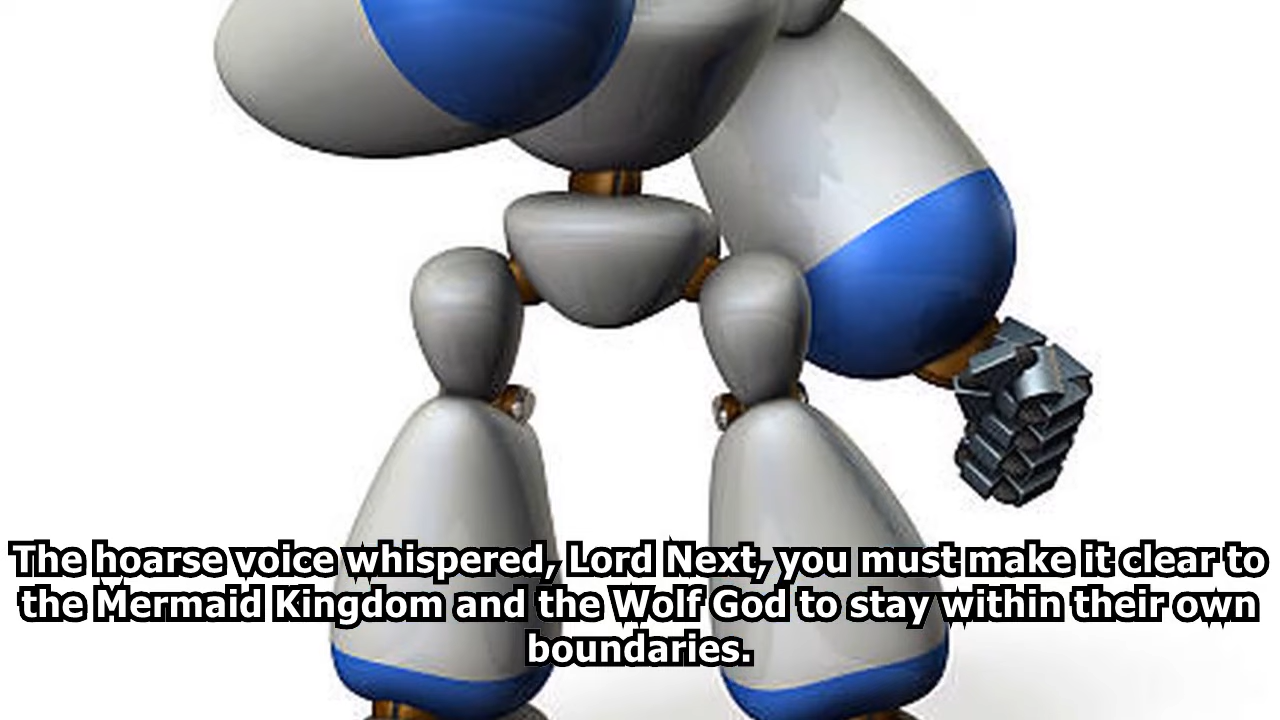 The hoarse voice whispered, Lord Next, you must make it clear to
the Mermaid Kingdom and the Wolf God to stay within their own
boundaries.